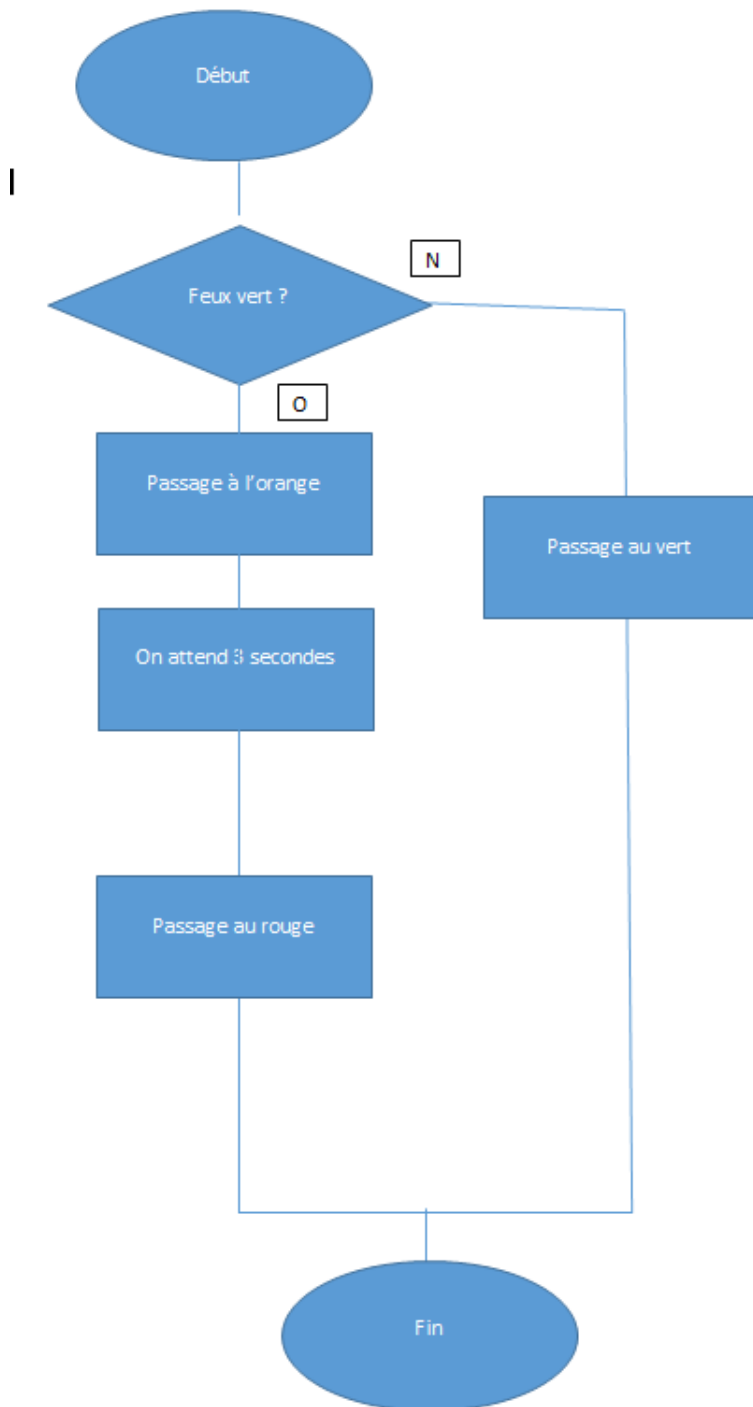 Début
Feux vert ?
N
O
Passage à l'orange
Passage au vert
On attend 3 secondes
Passage au rouge
Fin